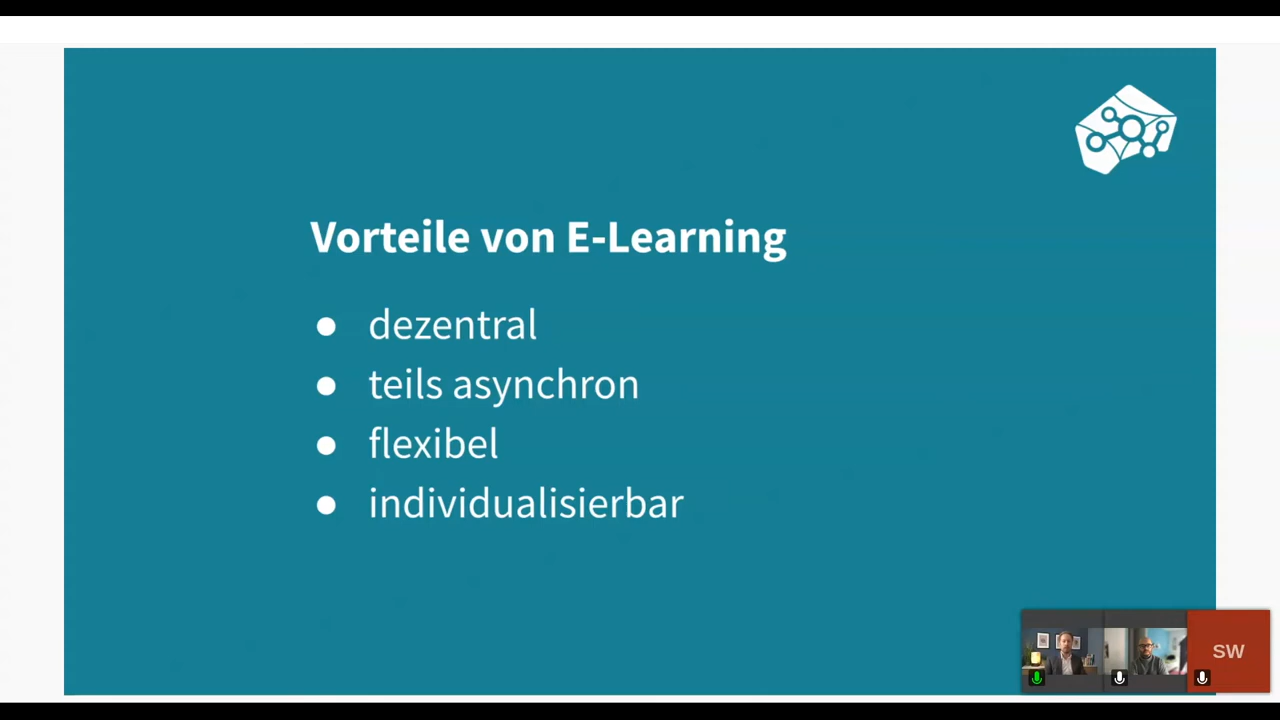 Vorteile von E-Learning
● dezentral
● teils asynchron
● flexibel
● individualisierbar
SW